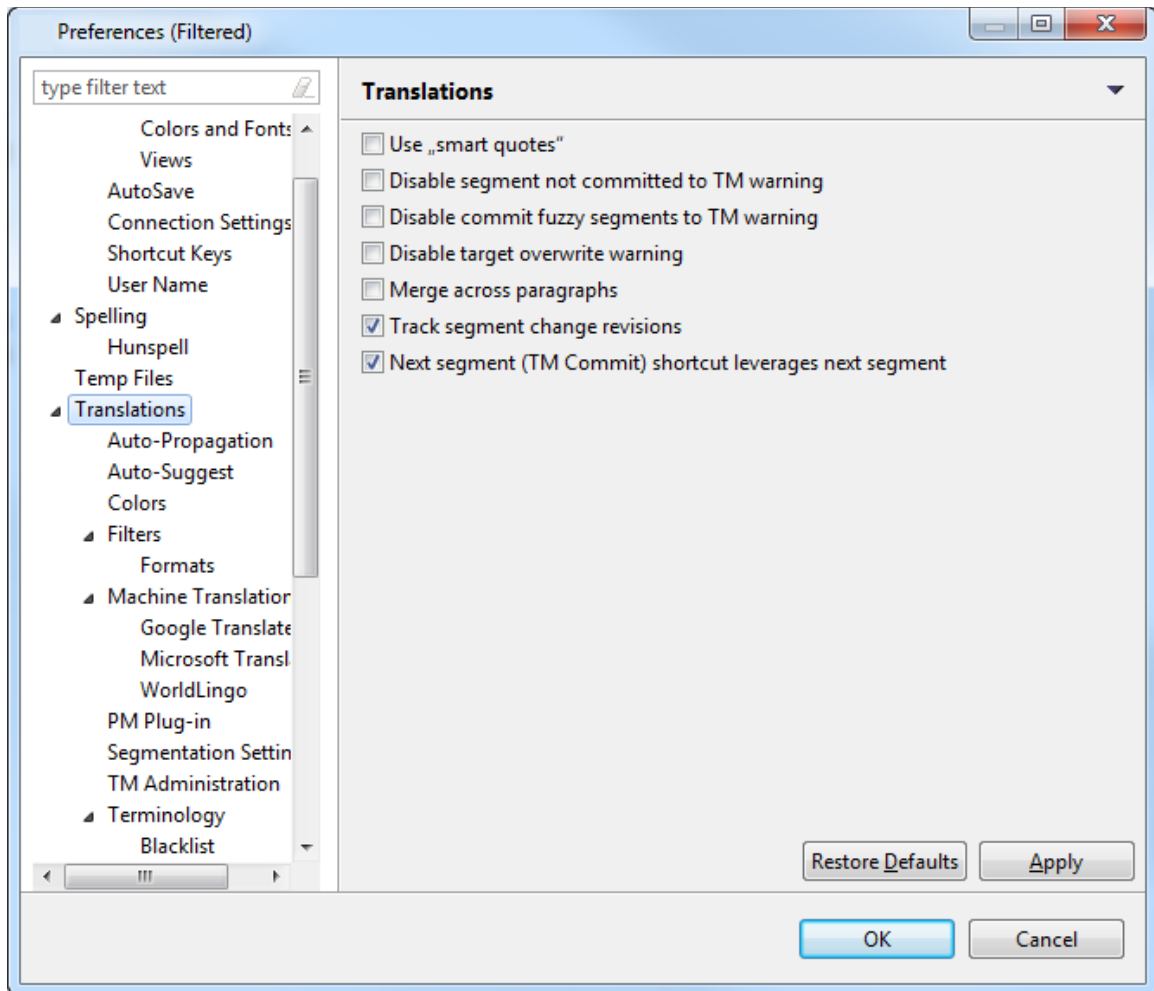 Preferences (Filtered)
type filter text
Colors and Fonts
Views
AutoSave
Connection Settings
Shortcut Keys
User Name
Spelling
Hunspell
Temp Files
Translations
Auto-Propagation
Auto-Suggest
Colors
Filters
Formats
Machine Translation
Google Translate
Microsoft Transl
WorldLingo
PM Plug-in
Segmentation Settin
TM Administration
Terminology
Blacklist
Translations
Use „smart quotes“
Disable segment not committed to TM warning
Disable commit fuzzy segments to TM warning
Disable target overwrite warning
Merge across paragraphs
Track segment change revisions
Next segment (TM Commit) shortcut leverages next segment
Restore Defaults
Apply
OK
Cancel